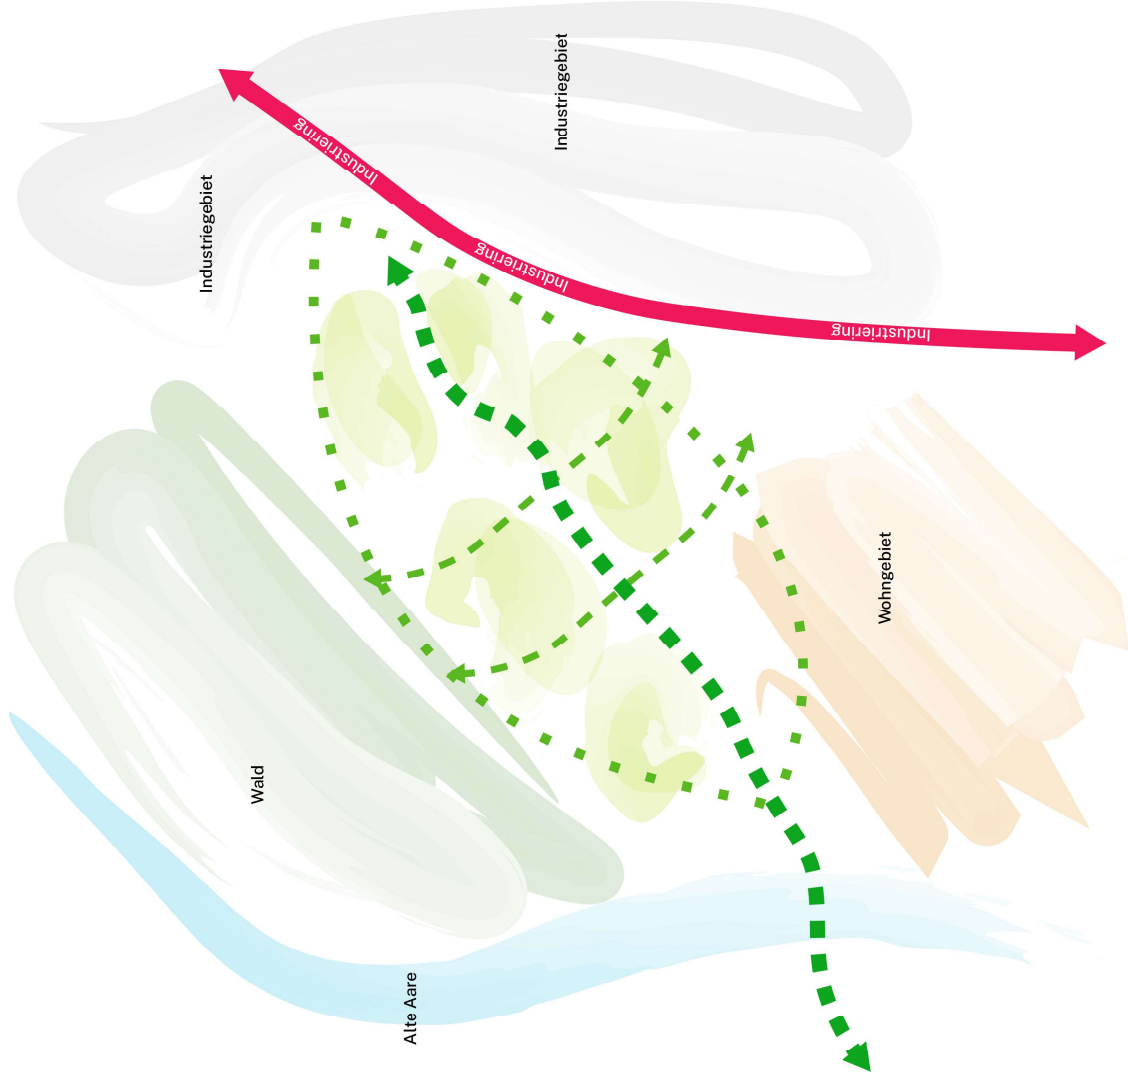 Industriegebiet
Industriegebiet
Industriering
Industriering
Industriering
Wohngebiet
Wald
Alte Aare